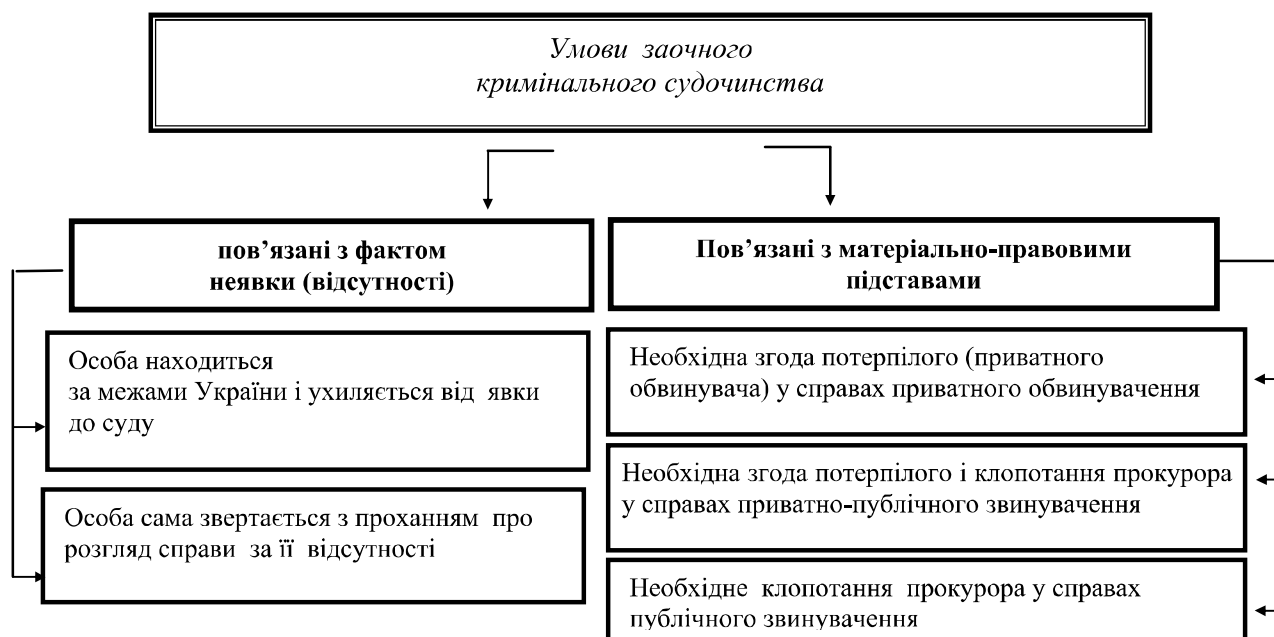 Умови заочного
кримінального судочинства
пов’язані з фактом
неявки (відсутності)
Особа находиться
за межами України і ухиляється від явки
до суду
Особа сама звертається з проханням про
розгляд справи за її відсутності
Пов’язані з матеріально-правовими
підставами
Необхідна згода потерпілого (приватного
обвинувача) у справах приватного обвинувачення
Необхідна згода потерпілого і клопотання прокурора
у справах приватно-публічного звинувачення
Необхідне клопотання прокурора у справах
публічного звинувачення